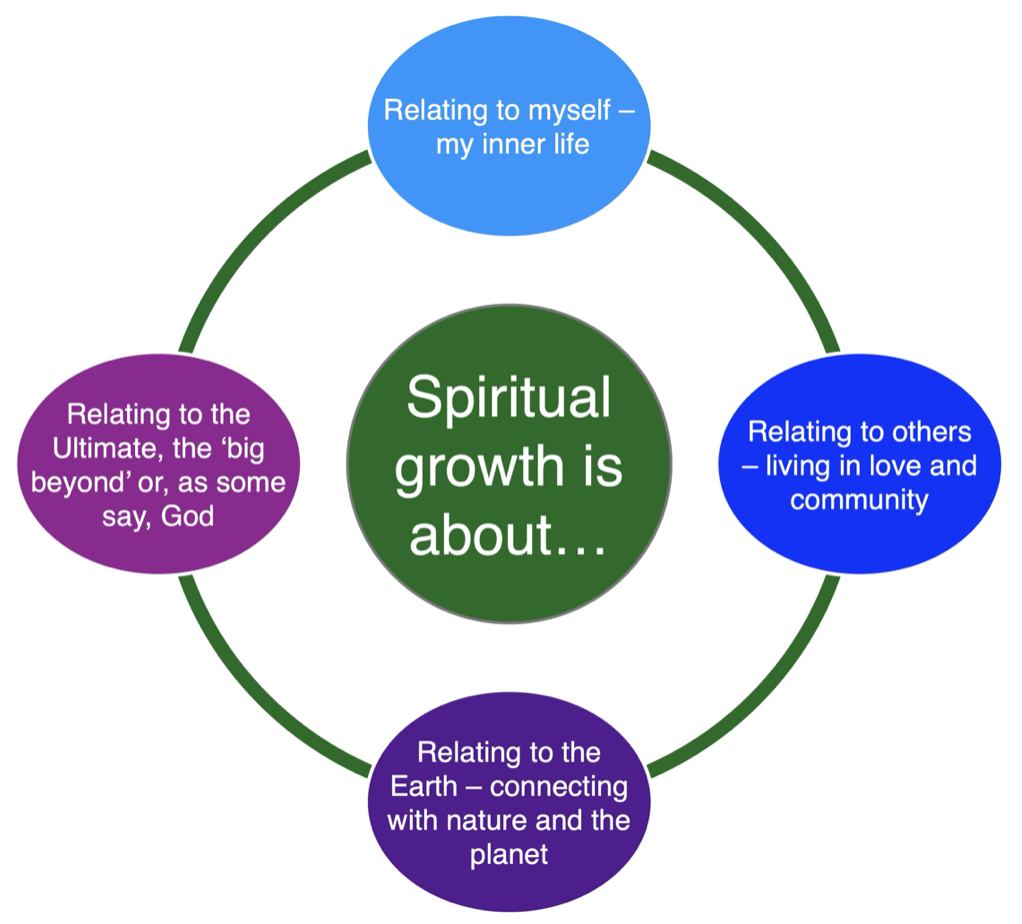 Relating to myself –
my inner life
Relating to the
Ultimate, the ‘big
beyond’ or, as some
say, God
Spiritual
growth is
about…
Relating to others
– living in love and
community
Relating to the
Earth – connecting
with nature and the
planet